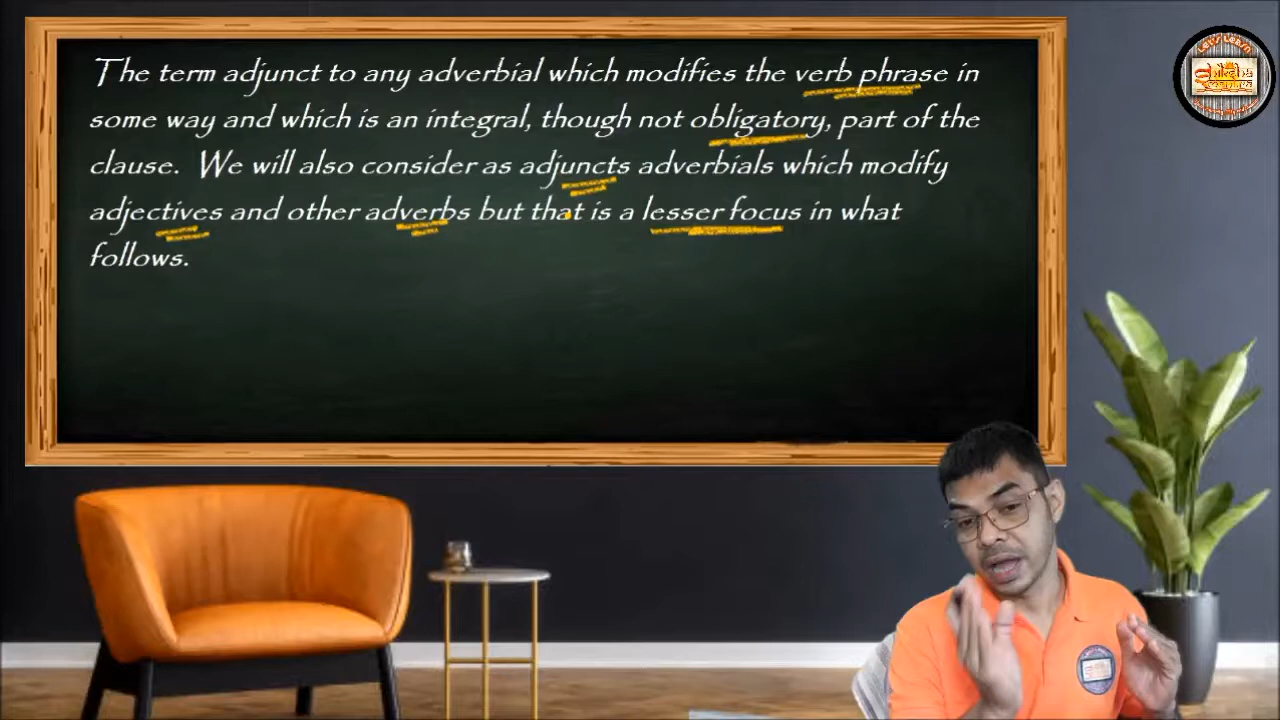 The term adjunct to any adverbial which modifies the verb phrase in
some way and which is an integral, though not obligatory, part of the
clause. We will also consider as adjuncts adverbials which modify
adjectives and other adverbs but that is a lesser focus in what
follows.
LET'S LEARN